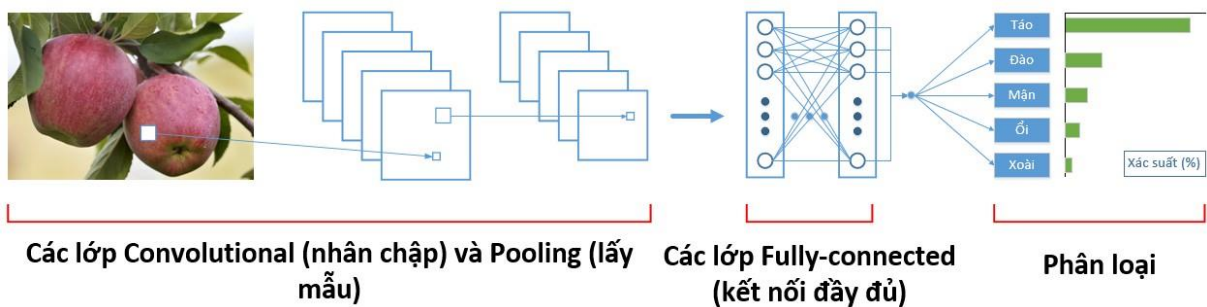 Táo
Đào
Mận
Ổi
Xoài
Xác suất (%)
Các lớp Convolutional (nhân chập) và Pooling (lấy
mẫu)
Các lớp Fully-connected
(kết nối đầy đủ)
Phân loại